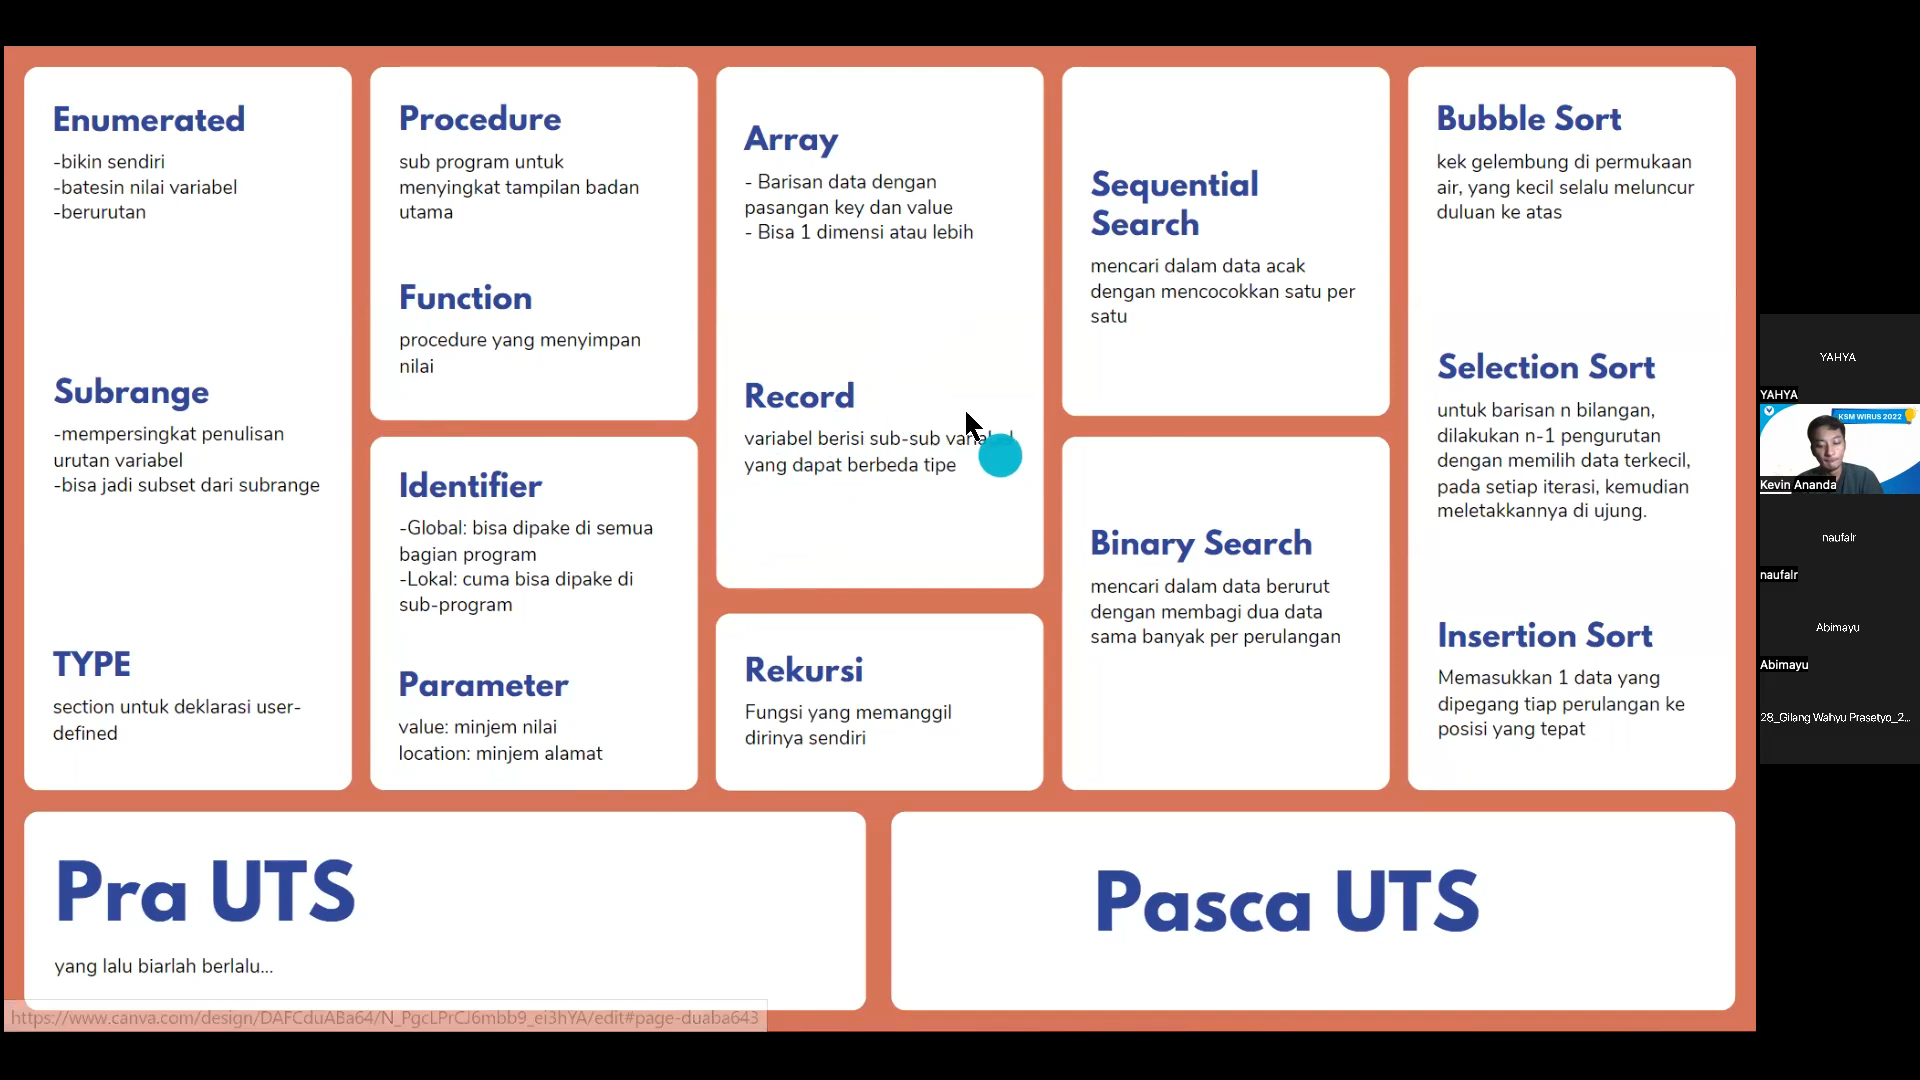 Enumerated
-bikin sendiri
-batesin nilai variabel
-berurutan
Subrange
-mempersingkat penulisan
urutan variabel
-bisa jadi subset dari subrange
TYPE
section untuk deklarasi user-
defined
Procedure
sub program untuk
menyingkat tampilan badan
utama
Function
procedure yang menyimpan
nilai
Identifier
-Global: bisa dipake di semua
bagian program
-Lokal: cuma bisa dipake di
sub-program
Parameter
value: minjem nilai
location: minjem alamat
Array
- Barisan data dengan
pasangan key dan value
- Bisa 1 dimensi atau lebih
Record
variabel berisi sub-sub variabel
yang dapat berbeda tipe
Rekursi
Fungsi yang memanggil
dirinya sendiri
Sequential
Search
mencari dalam data acak
dengan mencocokkan satu per
satu
Binary Search
mencari dalam data berurut
dengan membagi dua data
sama banyak per perulangan
Bubble Sort
kek gelembung di permukaan
air, yang kecil selalu meluncur
duluan ke atas
Selection Sort
untuk barisan n bilangan,
dilakukan n-1 pengurutan
dengan memilih data terkecil,
pada setiap iterasi, kemudian
meletakkannya di ujung.
Insertion Sort
Memasukkan 1 data yang
dipegang tiap perulangan ke
posisi yang tepat
Pra UTS
yang lalu biarlah berlalu...
Pasca UTS
https://www.canva.com/design/DAFCduABa64/N_PgcLPrCJ6mbb9_ei3hYA/edit#page-duaba643
YAHYA
YAHYA
KSM WIRUS 2022
Kevin Ananda
naufalr
naufalr
Abimayu
Abimayu
28_Gilang Wahyu Prasetyo_2...